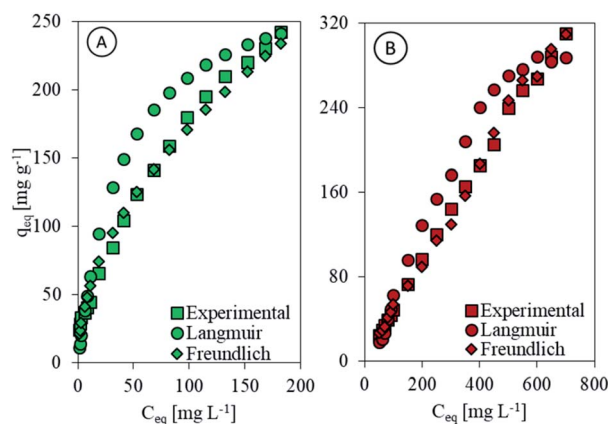 A
250
200
150
100
50
0
q_eq [mg g⁻¹]
Experimental
Langmuir
Freundlich
0 50 100 150 200
C_eq [mg L⁻¹]
B
320
240
160
80
0
Experimental
Langmuir
Freundlich
0 200 400 600 800
C_eq [mg L⁻¹]